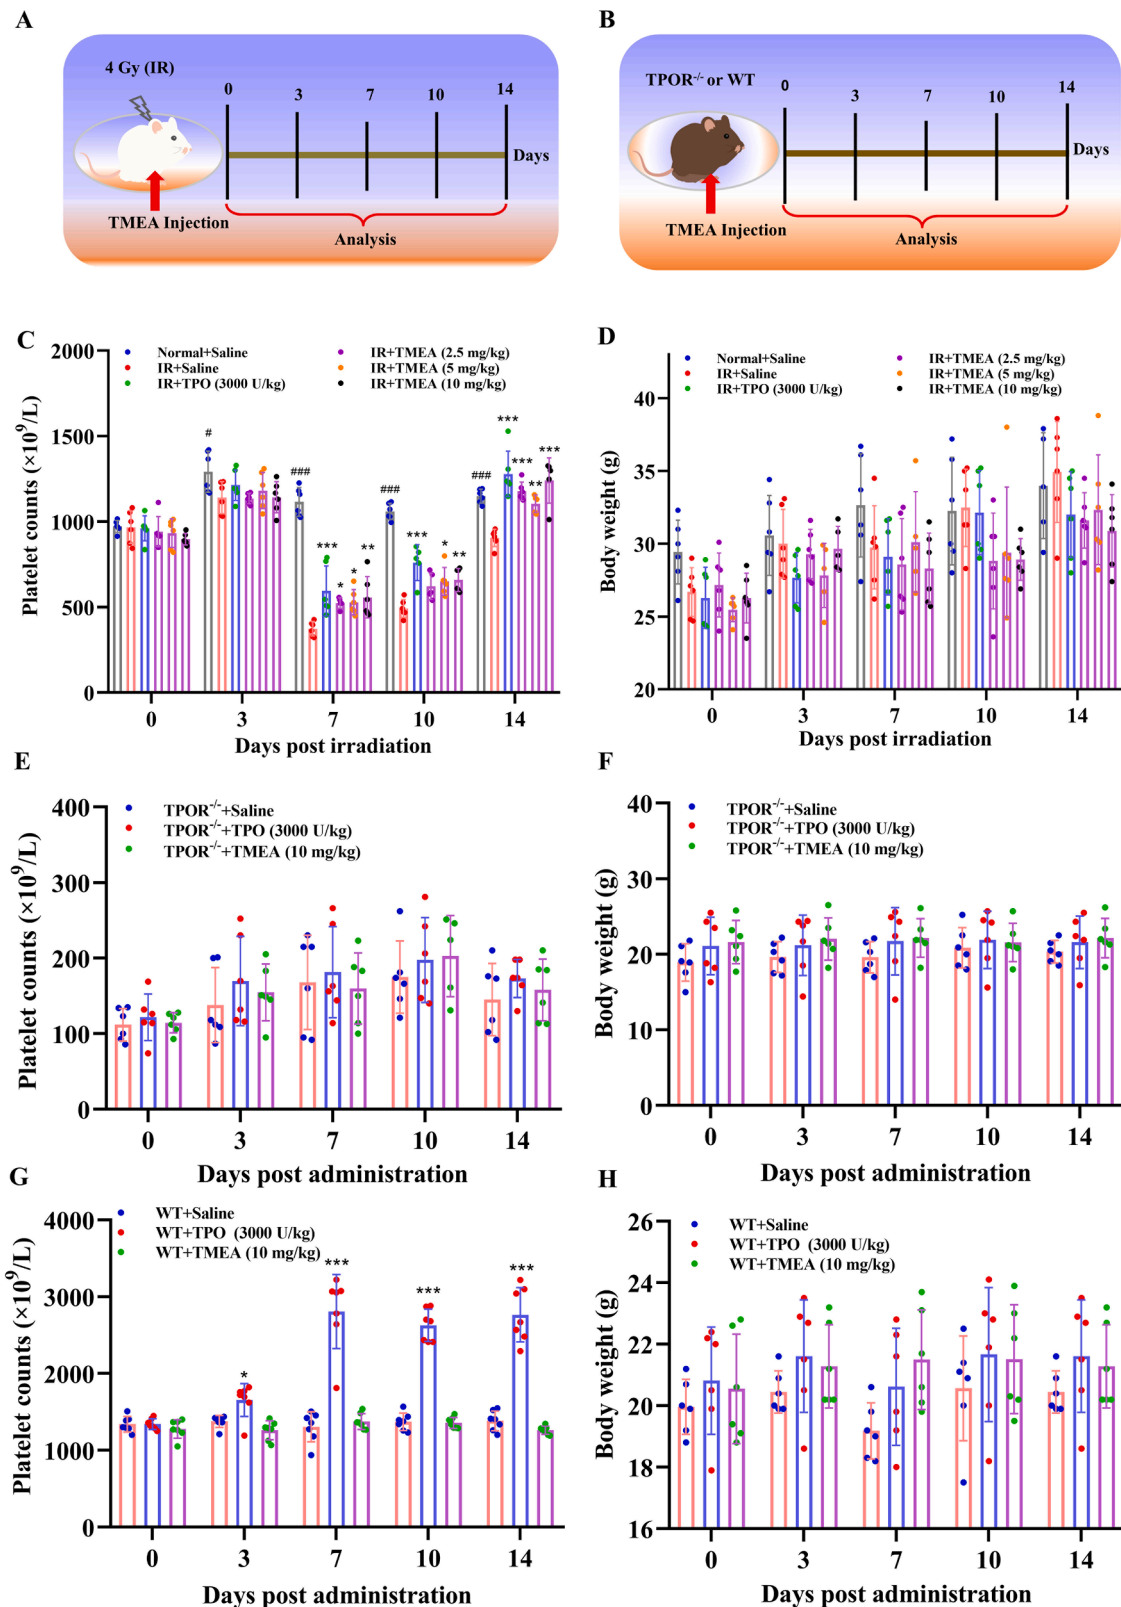 A
4 Gy (IR)
0 3 7 10 14
Days
TMEA Injection
Analysis
B
TPOR-/- or WT
0 3 7 10 14
Days
TMEA Injection
Analysis
C
Platelet counts (×10^9/L)
2000
1500
1000
500
0
Normal+Saline
IR+Saline
IR+TPO (3000 U/kg)
IR+TMEA (2.5 mg/kg)
IR+TMEA (5 mg/kg)
IR+TMEA (10 mg/kg)
# ### *** * * ** ### *** * ** ### *** *** ** ***
0 3 7 10 14
Days post irradiation
D
Body weight (g)
40
35
30
25
20
Normal+Saline
IR+Saline
IR+TPO (3000 U/kg)
IR+TMEA (2.5 mg/kg)
IR+TMEA (5 mg/kg)
IR+TMEA (10 mg/kg)
0 3 7 10 14
Days post irradiation
E
Platelet counts (×10^9/L)
400
300
200
100
0
TPOR-/-+Saline
TPOR-/-+TPO (3000 U/kg)
TPOR-/-+TMEA (10 mg/kg)
0 3 7 10 14
Days post administration
F
Body weight (g)
40
30
20
10
0
TPOR-/-+Saline
TPOR-/-+TPO (3000 U/kg)
TPOR-/-+TMEA (10 mg/kg)
0 3 7 10 14
Days post administration
G
Platelet counts (×10^9/L)
4000
3000
2000
1000
0
WT+Saline
WT+TPO (3000 U/kg)
WT+TMEA (10 mg/kg)
* *** *** ***
0 3 7 10 14
Days post administration
H
Body weight (g)
26
24
22
20
18
16
WT+Saline
WT+TPO (3000 U/kg)
WT+TMEA (10 mg/kg)
0 3 7 10 14
Days post administration